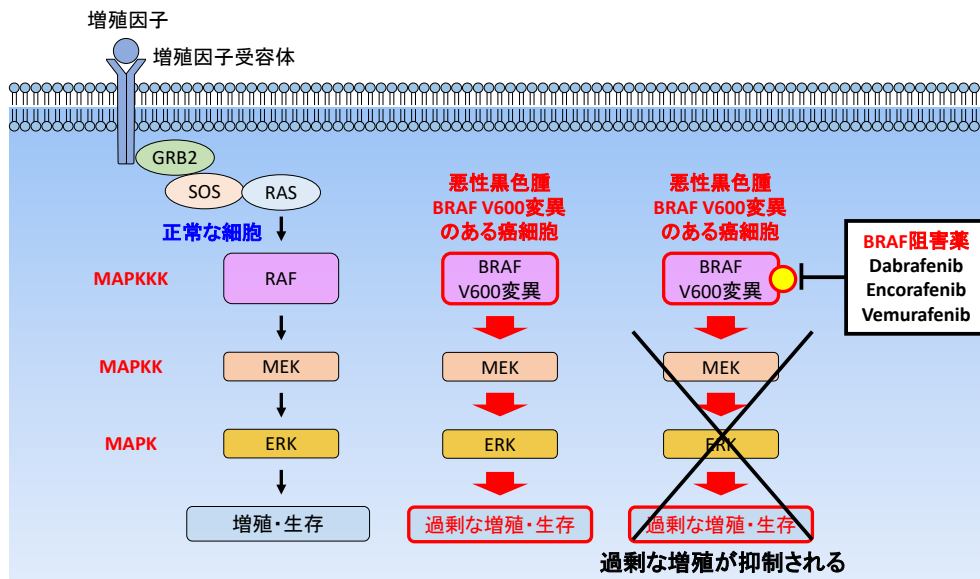 増殖因子
増殖因子受容体
GRB2
SOS
RAS
正常な細胞
MAPKKK
RAF
MAPKK
MEK
MAPK
ERK
増殖・生存
悪性黒色腫
BRAF V600変異
のある癌細胞
BRAF
V600変異
MEK
ERK
過剰な増殖・生存
悪性黒色腫
BRAF V600変異
のある癌細胞
BRAF
V600変異
MEK
ERK
過剰な増殖・生存
過剰な増殖が抑制される
BRAF阻害薬
Dabrafenib
Encorafenib
Vemurafenib